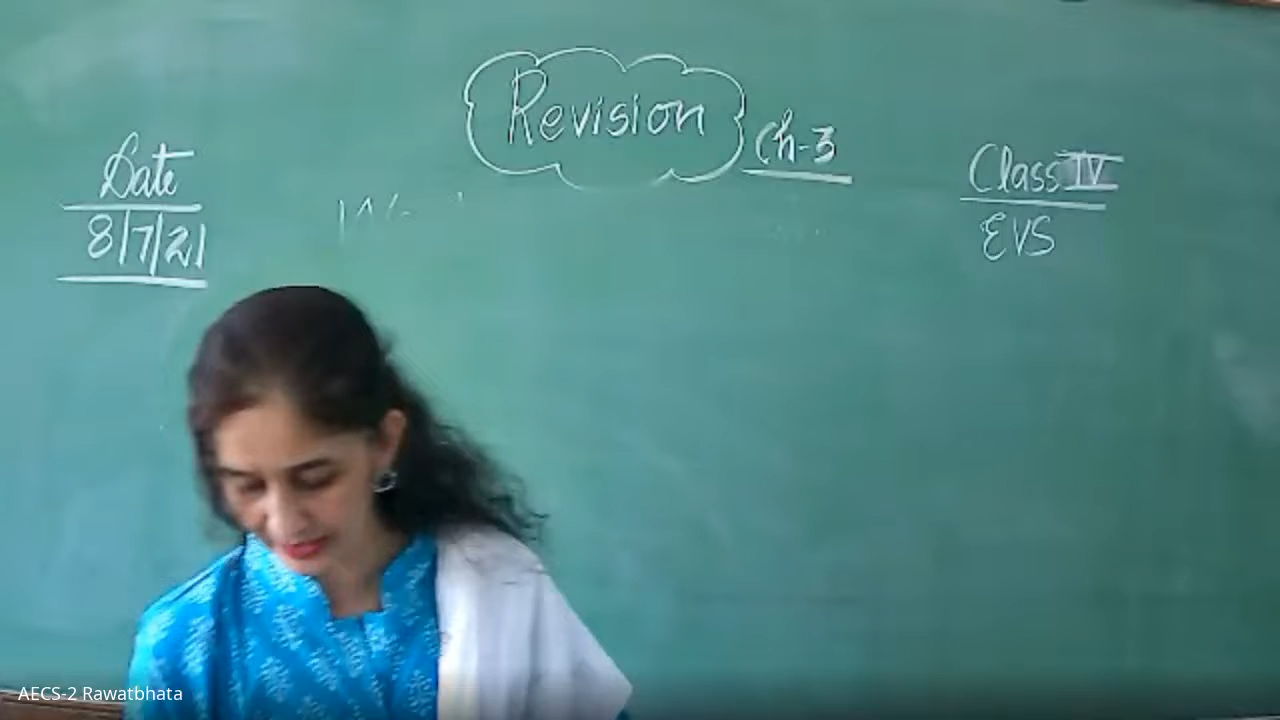 Revision
Ch-3
Date
8/7/21
Class IV
EVS
AECS-2 Rawatbhata